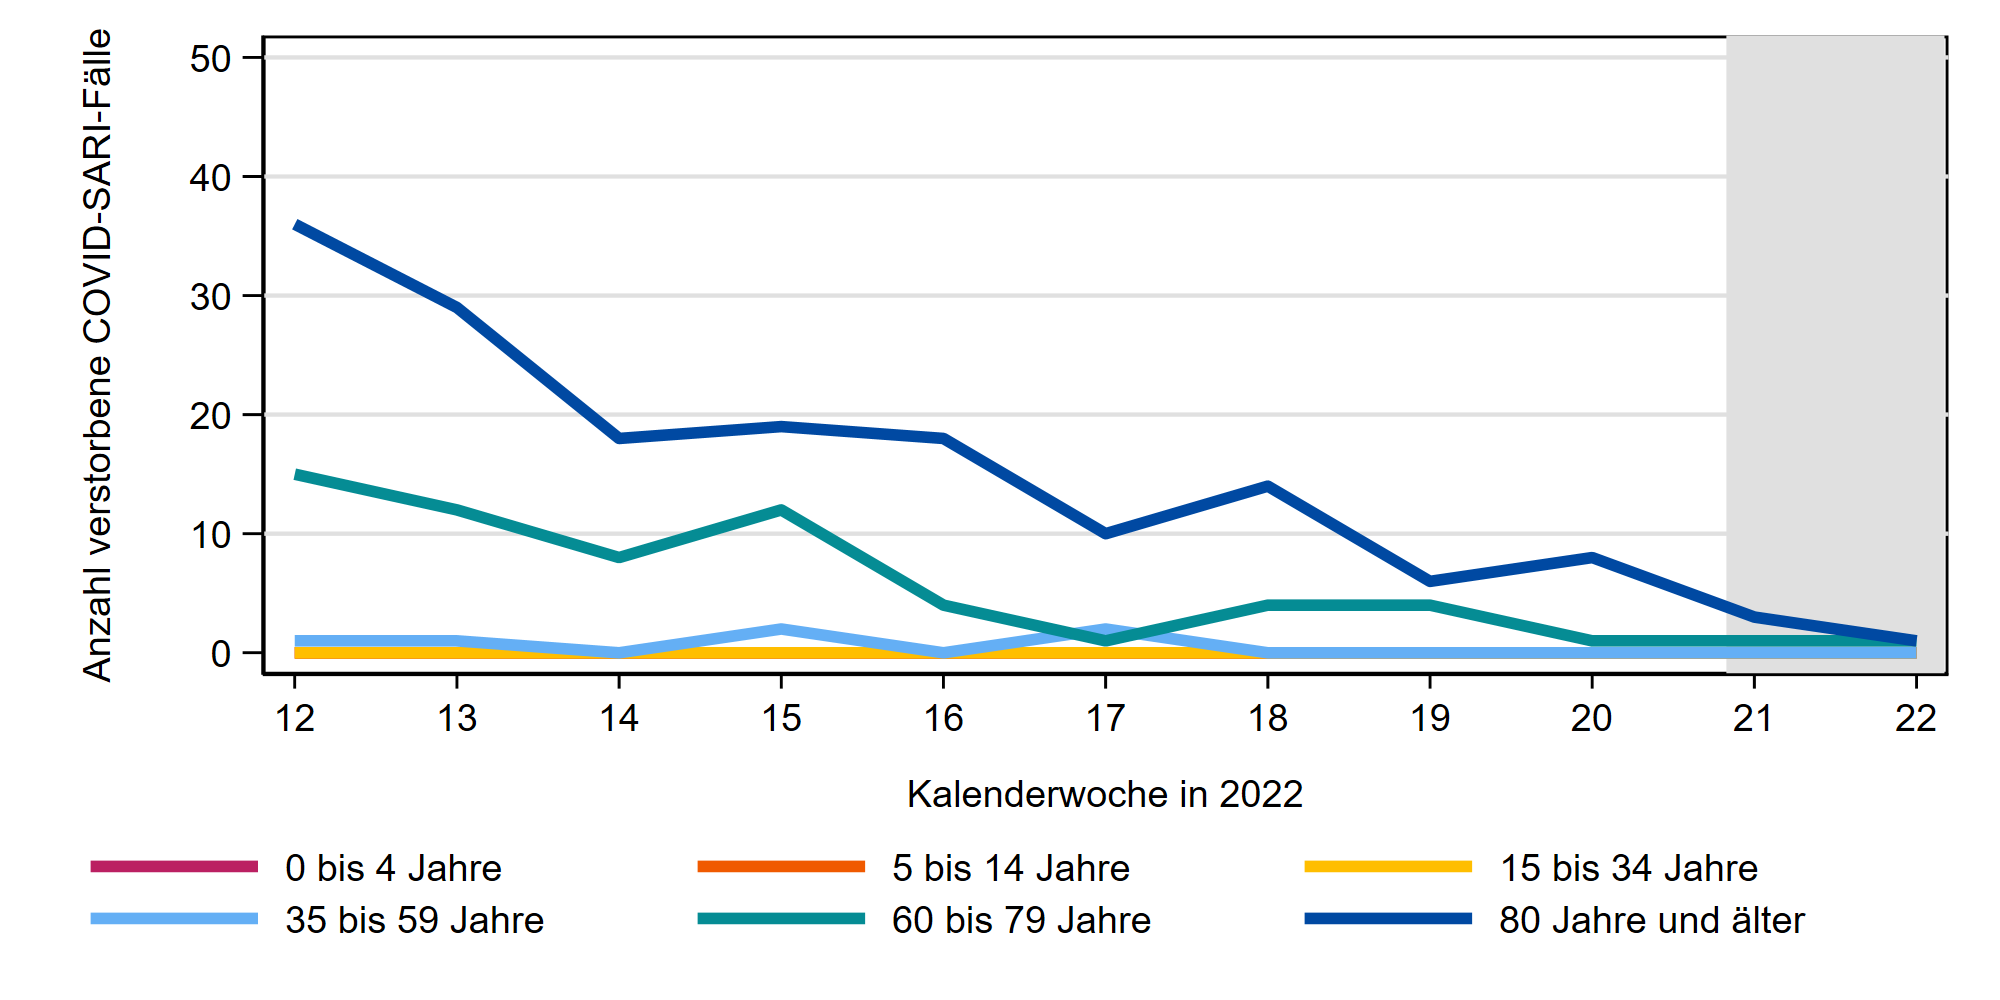 Anzahl verstorbene COVID-SARI-Fälle
50
40
30
20
10
0
12 13 14 15 16 17 18 19 20 21 22
Kalenderwoche in 2022
0 bis 4 Jahre 5 bis 14 Jahre 15 bis 34 Jahre
35 bis 59 Jahre 60 bis 79 Jahre 80 Jahre und älter